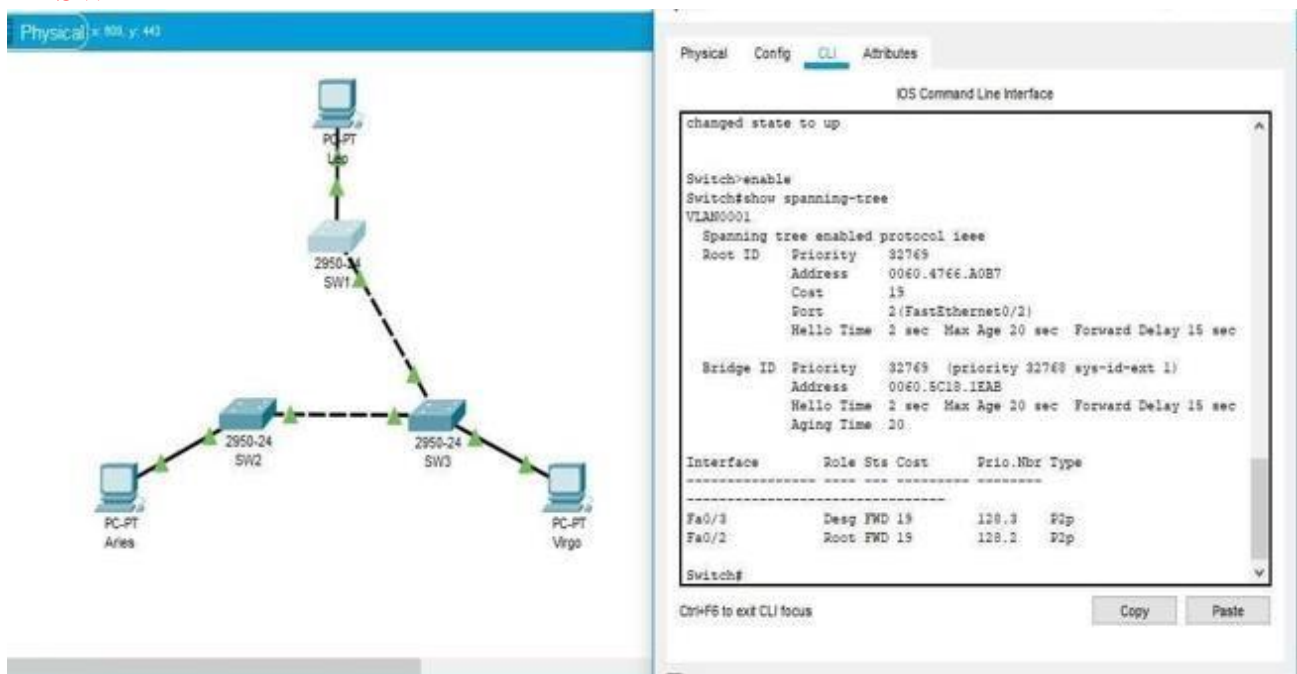 Physical x: 800, y: 443
PC-PT
Leo
2950-24
SW1
2950-24
SW2
2950-24
SW3
PC-PT
Aries
PC-PT
Virgo
Physical Config CLI Attributes
IOS Command Line Interface
changed state to up
Switch>enable
Switch#show spanning-tree
VLAN0001
Spanning tree enabled protocol ieee
Root ID Priority 32769
Address 0060.4766.A0B7
Cost 19
Port 2(FastEthernet0/2)
Hello Time 2 sec Max Age 20 sec Forward Delay 15 sec
Bridge ID Priority 32769 (priority 32768 sys-id-ext 1)
Address 0060.5C18.1EAB
Hello Time 2 sec Max Age 20 sec Forward Delay 15 sec
Aging Time 20
Interface Role Sts Cost Prio.Nbr Type
---------------- ---- --- --------- --------
--------------------------------
Fa0/3 Desg FWD 19 128.3 P2p
Fa0/2 Root FWD 19 128.2 P2p
Switch#
Ctrl+F6 to exit CLI focus
Copy Paste